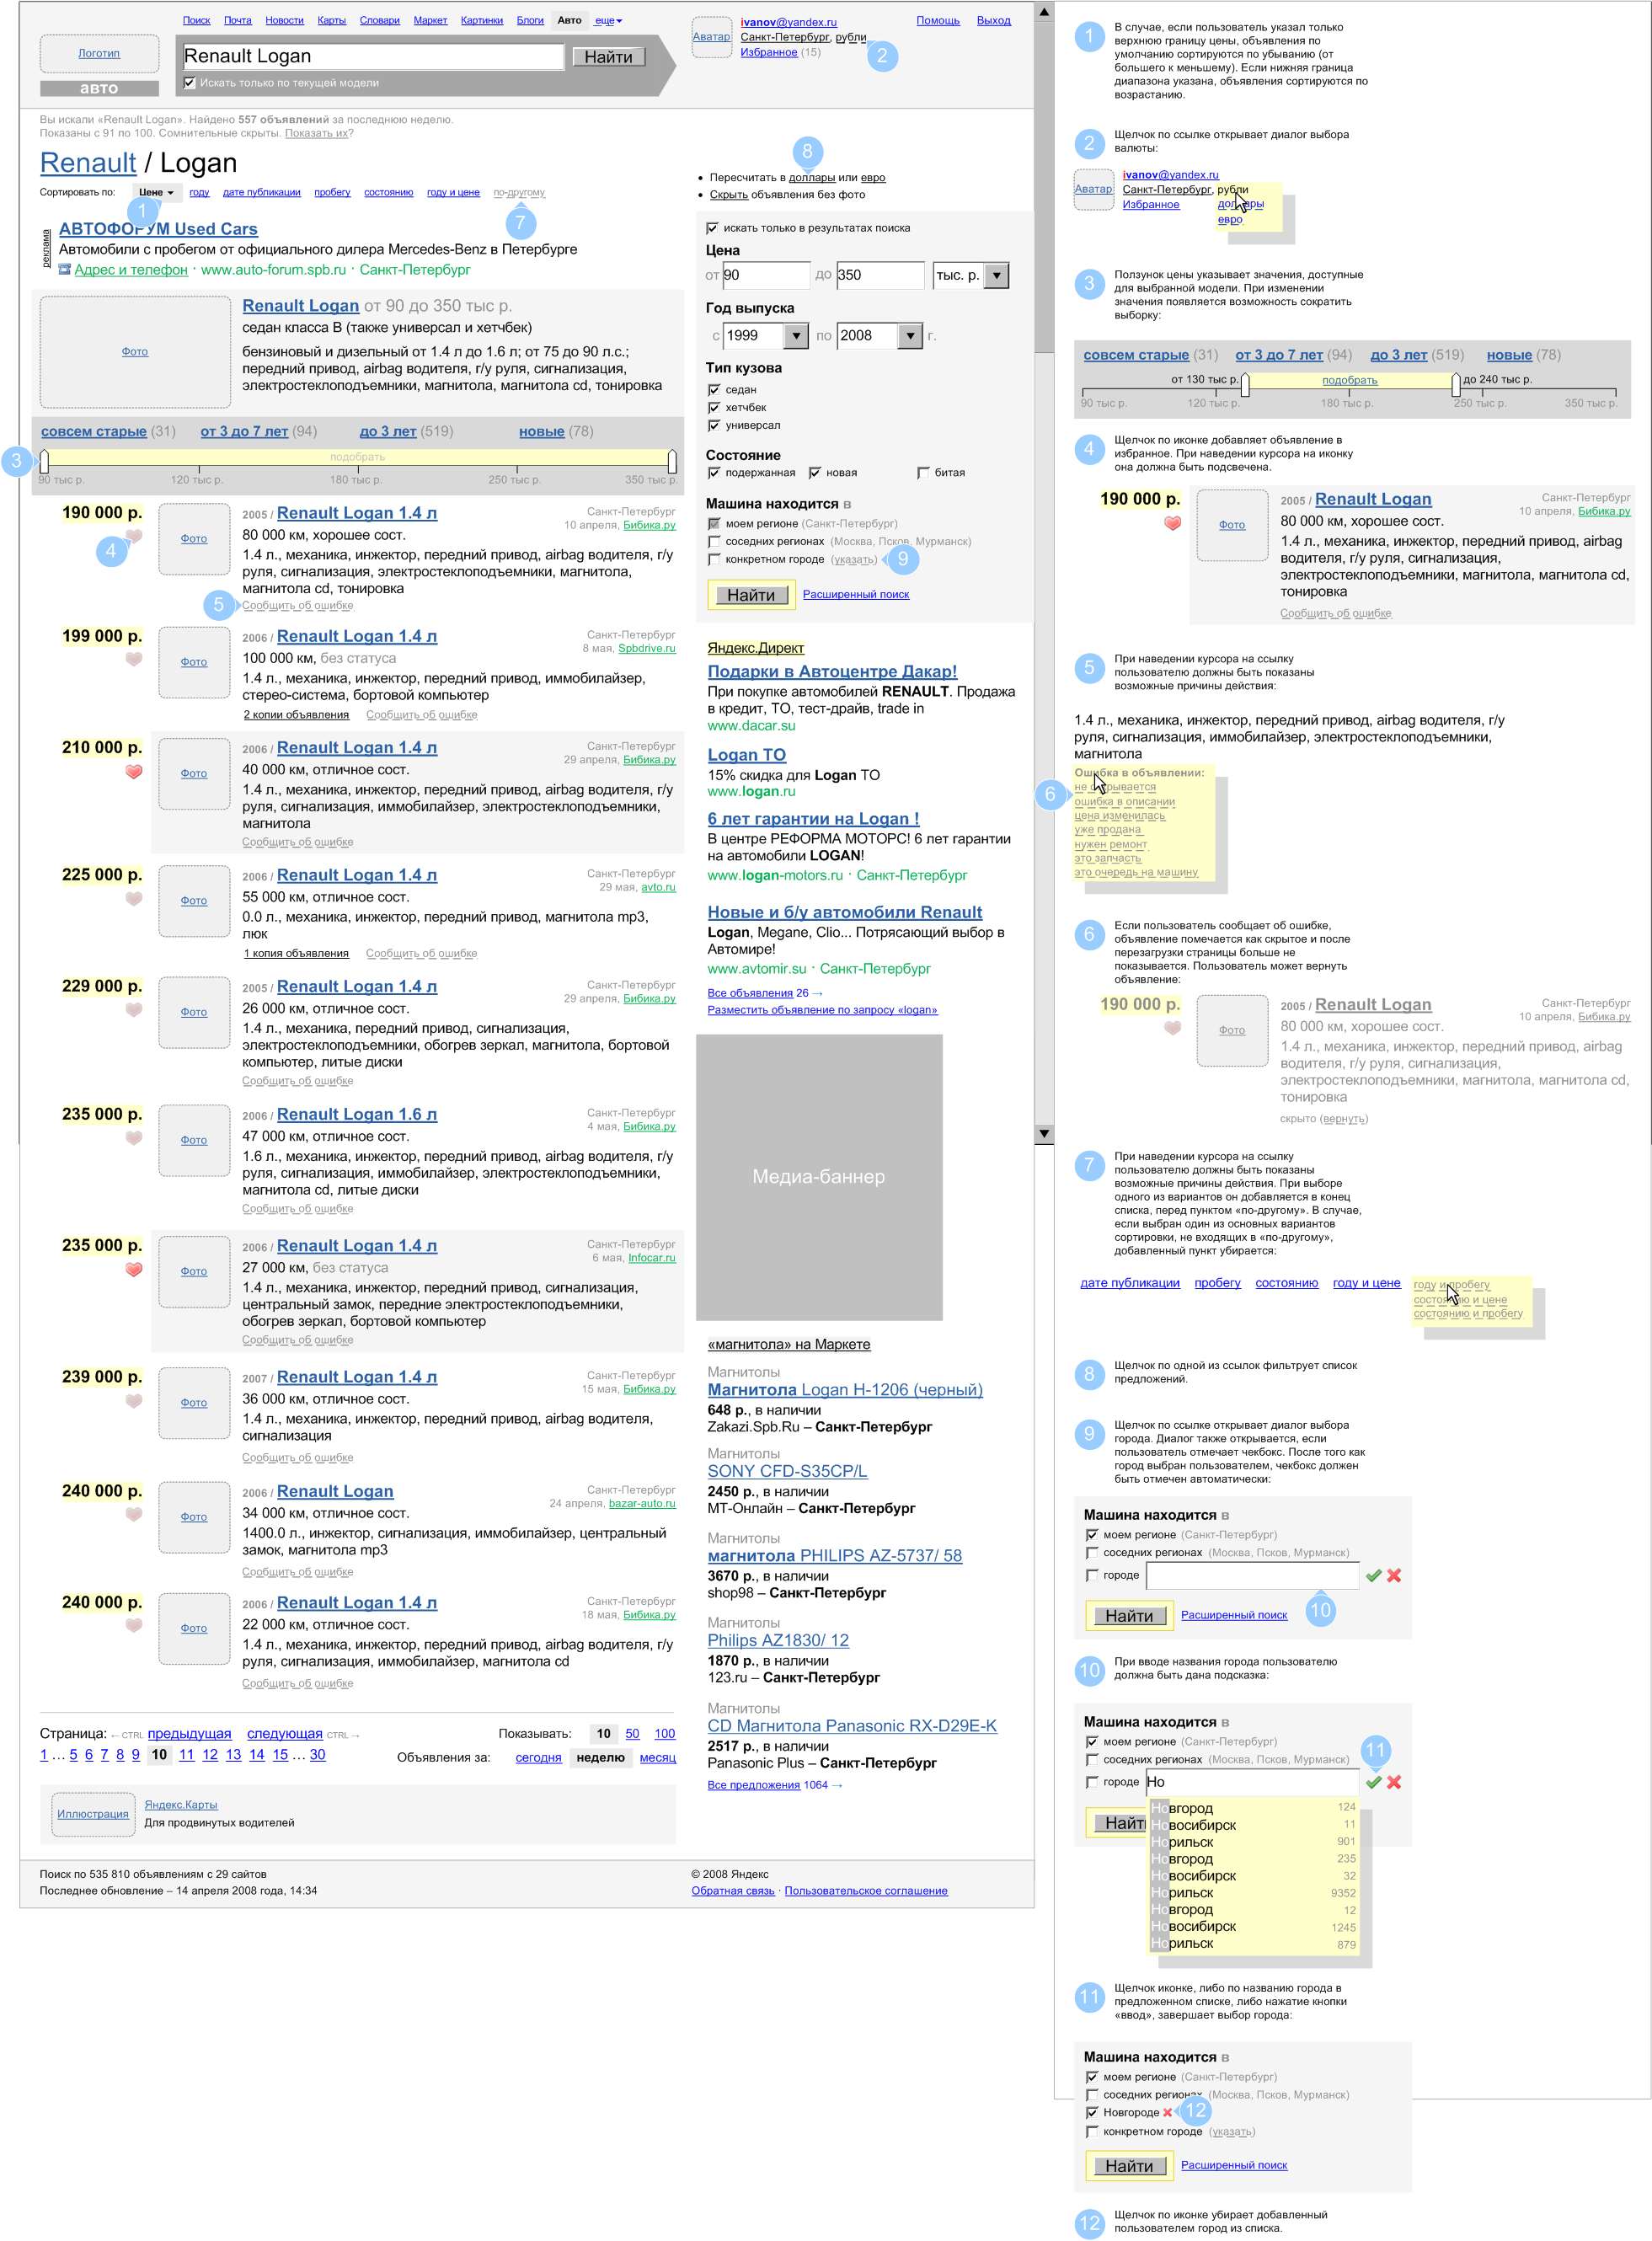 Поиск Почта Новости Карты Словари Маркет Картинки Блоги Авто еще
Логотип
авто
Renault Logan
Найти
Искать только по текущей модели
Аватар
ivanov@yandex.ru
Санкт-Петербург, рубли
Избранное (15)
2
Помощь Выход
Вы искали «Renault Logan». Найдено 557 объявлений за последнюю неделю.
Показаны с 91 по 100. Сомнительные скрыты. Показать их?
Renault / Logan
Сортировать по: Цене году дате публикации пробегу состоянию году и цене по-другому
1
7
реклама
АВТОФОРУМ Used Cars
Автомобили с пробегом от официального дилера Mercedes-Benz в Петербурге
Адрес и телефон · www.auto-forum.spb.ru · Санкт-Петербург
Фото
Renault Logan от 90 до 350 тыс р.
седан класса B (также универсал и хетчбек)
бензиновый и дизельный от 1.4 л до 1.6 л; от 75 до 90 л.с.;
передний привод, airbag водителя, г/у руля, сигнализация,
электростеклоподъемники, магнитола, магнитола cd, тонировка
совсем старые (31) от 3 до 7 лет (94) до 3 лет (519) новые (78)
3
подобрать
90 тыс р. 120 тыс р. 180 тыс р. 250 тыс р. 350 тыс р.
190 000 р.
4
Фото
2005 / Renault Logan 1.4 л
Санкт-Петербург
10 апреля, Бибика.ру
80 000 км, хорошее сост.
1.4 л., механика, инжектор, передний привод, airbag водителя, г/у
руля, сигнализация, электростеклоподъемники, магнитола,
магнитола cd, тонировка
5
Сообщить об ошибке
199 000 р.
Фото
2006 / Renault Logan 1.4 л
Санкт-Петербург
8 мая, Spbdrive.ru
100 000 км, без статуса
1.4 л., механика, инжектор, передний привод, иммобилайзер,
стерео-система, бортовой компьютер
2 копии объявления Сообщить об ошибке
210 000 р.
Фото
2006 / Renault Logan 1.4 л
Санкт-Петербург
29 апреля, Бибика.ру
40 000 км, отличное сост.
1.4 л., механика, инжектор, передний привод, airbag водителя, г/у
руля, сигнализация, иммобилайзер, электростеклоподъемники,
магнитола
Сообщить об ошибке
225 000 р.
Фото
2006 / Renault Logan 1.4 л
Санкт-Петербург
29 мая, avto.ru
55 000 км, отличное сост.
0.0 л., механика, инжектор, передний привод, магнитола mp3,
люк
1 копия объявления Сообщить об ошибке
229 000 р.
Фото
2005 / Renault Logan 1.4 л
Санкт-Петербург
29 апреля, Бибика.ру
26 000 км, отличное сост.
1.4 л., механика, передний привод, сигнализация,
электростеклоподъемники, обогрев зеркал, магнитола, бортовой
компьютер, литые диски
Сообщить об ошибке
235 000 р.
Фото
2006 / Renault Logan 1.6 л
Санкт-Петербург
4 мая, Бибика.ру
47 000 км, отличное сост.
1.6 л., механика, инжектор, передний привод, airbag водителя, г/у
руля, сигнализация, иммобилайзер, электростеклоподъемники,
магнитола cd, литые диски
Сообщить об ошибке
235 000 р.
Фото
2006 / Renault Logan 1.4 л
Санкт-Петербург
6 мая, Infocar.ru
27 000 км, без статуса
1.4 л., механика, инжектор, передний привод, сигнализация,
центральный замок, передние электростеклоподъемники,
обогрев зеркал, бортовой компьютер
Сообщить об ошибке
239 000 р.
Фото
2007 / Renault Logan 1.4 л
Санкт-Петербург
15 мая, Бибика.ру
36 000 км, отличное сост.
1.4 л., механика, инжектор, передний привод, airbag водителя,
сигнализация
Сообщить об ошибке
240 000 р.
Фото
2006 / Renault Logan
Санкт-Петербург
24 апреля, bazar-auto.ru
34 000 км, отличное сост.
1400.0 л., инжектор, сигнализация, иммобилайзер, центральный
замок, магнитола mp3
Сообщить об ошибке
240 000 р.
Фото
2006 / Renault Logan 1.4 л
Санкт-Петербург
18 мая, Бибика.ру
22 000 км, отличное сост.
1.4 л., механика, инжектор, передний привод, airbag водителя, г/у
руля, сигнализация, иммобилайзер, магнитола cd
Сообщить об ошибке
Страница: ← CTRL предыдущая следующая CTRL →
1 ... 5 6 7 8 9 10 11 12 13 14 15 ... 30
Показывать: 10 50 100
Объявления за: сегодня неделю месяц
Иллюстрация
Яндекс.Карты
Для продвинутых водителей
Поиск по 535 810 объявлениям с 29 сайтов
Последнее обновление – 14 апреля 2008 года, 14:34
© 2008 Яндекс
Обратная связь · Пользовательское соглашение
8
• Пересчитать в доллары или евро
• Скрыть объявления без фото
искать только в результатах поиска
Цена
от 90 до 350 тыс. р.
Год выпуска
с 1999 по 2008 г.
Тип кузова
седан
хетчбек
универсал
Состояние
подержанная новая битая
Машина находится в
моем регионе (Санкт-Петербург)
соседних регионах (Москва, Псков, Мурманск)
конкретном городе (указать)
9
Найти Расширенный поиск
Яндекс.Директ
Подарки в Автоцентре Дакар!
При покупке автомобилей RENAULT. Продажа
в кредит, ТО, тест-драйв, trade in
www.dacar.su
Logan ТО
15% скидка для Logan ТО
www.logan.ru
6 лет гарантии на Logan !
В центре РЕФОРМА МОТОРС! 6 лет гарантии
на автомобили LOGAN!
www.logan-motors.ru · Санкт-Петербург
Новые и б/у автомобили Renault
Logan, Megane, Clio... Потрясающий выбор в
Автомире!
www.avtomir.su · Санкт-Петербург
Все объявления 26 →
Разместить объявление по запросу «logan»
Медиа-баннер
«магнитола» на Маркете
Магнитолы
Магнитола Logan H-1206 (черный)
648 р., в наличии
Zakazi.Spb.Ru – Санкт-Петербург
Магнитолы
SONY CFD-S35CP/L
2450 р., в наличии
МТ-Онлайн – Санкт-Петербург
Магнитолы
магнитола PHILIPS AZ-5737/ 58
3670 р., в наличии
shop98 – Санкт-Петербург
Магнитолы
Philips AZ1830/ 12
1870 р., в наличии
123.ru – Санкт-Петербург
Магнитолы
CD Магнитола Panasonic RX-D29E-K
2517 р., в наличии
Panasonic Plus – Санкт-Петербург
Все предложения 1064 →
1
В случае, если пользователь указал только
верхнюю границу цены, объявления по
умолчанию сортируются по убыванию (от
большего к меньшему). Если нижняя граница
диапазона указана, объявления сортируются по
возрастанию.
2
Щелчок по ссылке открывает диалог выбора
валюты:
Аватар
ivanov@yandex.ru
Санкт-Петербург, рубли
Избранное
доллары
евро
3
Ползунок цены указывает значения, доступные
для выбранной модели. При изменении
значения появляется возможность сократить
выборку:
совсем старые (31) от 3 до 7 лет (94) до 3 лет (519) новые (78)
от 130 тыс р. подобрать до 240 тыс р.
90 тыс р. 120 тыс р. 180 тыс р. 250 тыс р. 350 тыс р.
4
Щелчок по иконке добавляет объявление в
избранное. При наведении курсора на иконку
она должна быть подсвечена.
190 000 р.
Фото
2005 / Renault Logan
Санкт-Петербург
10 апреля, Бибика.ру
80 000 км, хорошее сост.
1.4 л., механика, инжектор, передний привод, airbag
водителя, г/у руля, сигнализация,
электростеклоподъемники, магнитола, магнитола cd,
тонировка
Сообщить об ошибке
5
При наведении курсора на ссылку
пользователю должны быть показаны
возможные причины действия:
1.4 л., механика, инжектор, передний привод, airbag водителя, г/у
руля, сигнализация, иммобилайзер, электростеклоподъемники,
магнитола
6
Ошибка в объявлении:
не открывается
ошибка в описании
цена изменилась
уже продана
нужен ремонт
это запчасть
это очередь на машину
6
Если пользователь сообщает об ошибке,
объявление помечается как скрытое и после
перезагрузки страницы больше не
показывается. Пользователь может вернуть
объявление:
190 000 р.
Фото
2005 / Renault Logan
Санкт-Петербург
10 апреля, Бибика.ру
80 000 км, хорошее сост.
1.4 л., механика, инжектор, передний привод, airbag
водителя, г/у руля, сигнализация,
электростеклоподъемники, магнитола, магнитола cd,
тонировка
скрыто (вернуть)
7
При наведении курсора на ссылку
пользователю должны быть показаны
возможные причины действия. При выборе
одного из вариантов он добавляется в конец
списка, перед пунктом «по-другому». В случае,
если выбран один из основных вариантов
сортировки, не входящих в «по-другому»,
добавленный пункт убирается:
дате публикации пробегу состоянию году и цене
году и пробегу
состоянию и цене
состоянию и пробегу
8
Щелчок по одной из ссылок фильтрует список
предложений.
9
Щелчок по ссылке открывает диалог выбора
города. Диалог также открывается, если
пользователь отмечает чекбокс. После того как
город выбран пользователем, чекбокс должен
быть отмечен автоматически:
Машина находится в
моем регионе (Санкт-Петербург)
соседних регионах (Москва, Псков, Мурманск)
городе
10
Найти Расширенный поиск
10
При вводе названия города пользователю
должна быть дана подсказка:
Машина находится в
моем регионе (Санкт-Петербург)
соседних регионах (Москва, Псков, Мурманск)
11
городе Но
Найти
Новгород 124
Новосибирск 11
Норильск 901
Новгород 235
Новосибирск 32
Норильск 9352
Новгород 12
Новосибирск 1245
Норильск 879
11
Щелчок иконке, либо по названию города в
предложенном списке, либо нажатие кнопки
«ввод», завершает выбор города:
Машина находится в
моем регионе (Санкт-Петербург)
соседних регионах (Москва, Псков, Мурманск)
Новгороде
12
конкретном городе (указать)
Найти Расширенный поиск
12
Щелчок по иконке убирает добавленный
пользователем город из списка.